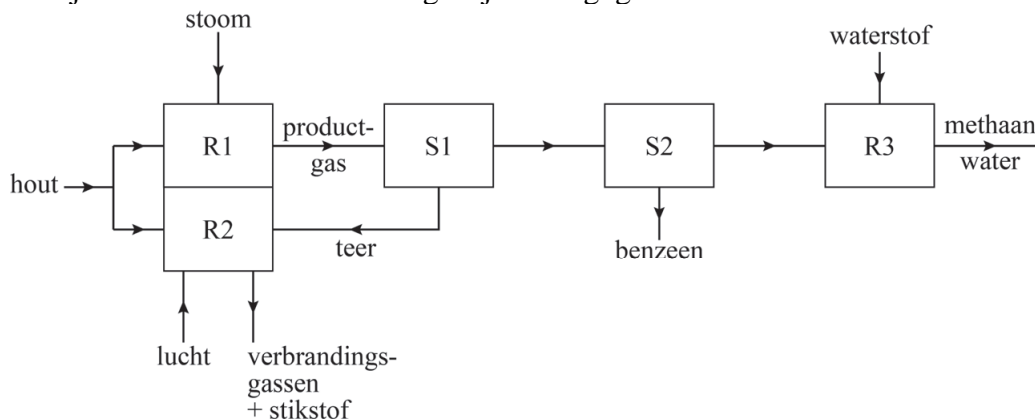 stoom
waterstof
product-
gas
methaan
water
R1
S1
S2
R3
hout
R2
teer
benzeen
lucht
verbrandings-
gassen
+ stikstof